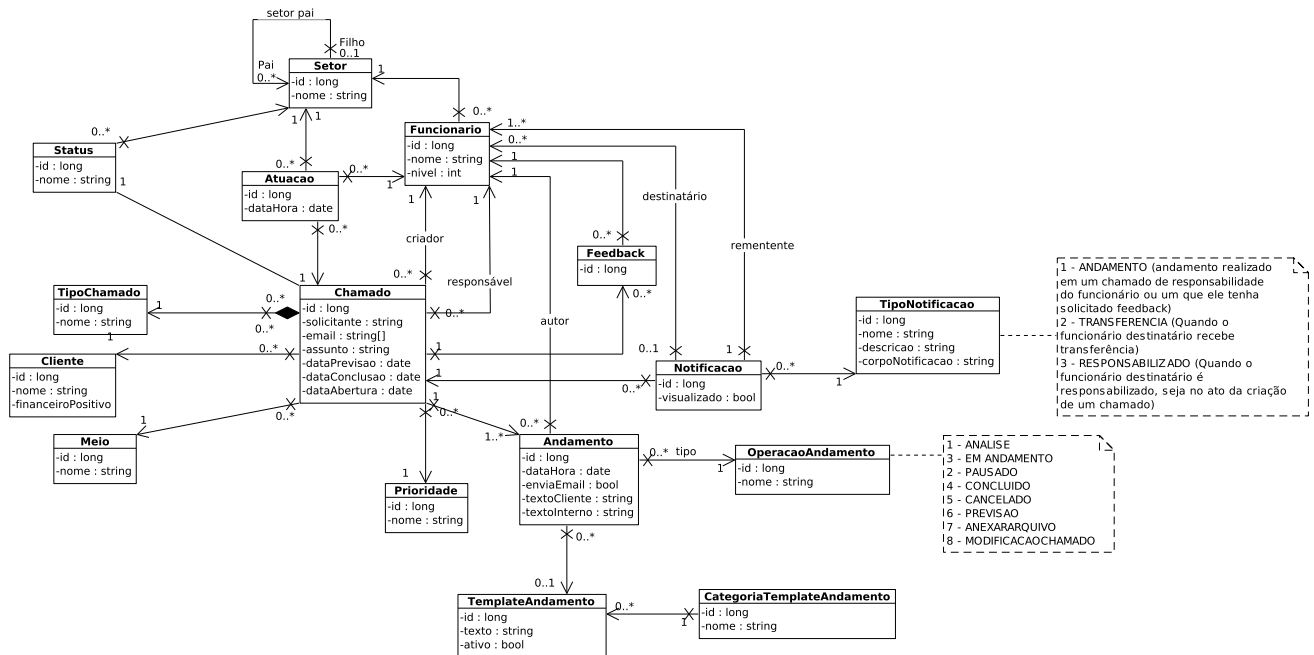 setor pai
Filho
0..1
Pai
0..*
Setor
-id : long
-nome : string
1
0..*
1
1
0..*
Status
-id : long
-nome : string
1
0..*
Atuacao
-id : long
-dataHora : date
0..*
1
0..*
1
Funcionario
-id : long
-nome : string
-nivel : int
1..*
0..*
1
1
1
1
criador
0..*
responsável
0..*
destinatário
rementente
autor
0..*
Feedback
-id : long
0..*
1
TipoChamado
-id : long
-nome : string
1
0..*
0..*
1
Chamado
-id : long
-solicitante : string
-email : string[]
-assunto : string
-dataPrevisao : date
-dataConclusao : date
-dataAbertura : date
Cliente
-id : long
-nome : string
-financeiroPositivo
0..*
Meio
-id : long
-nome : string
1
0..*
0..*
1
Prioridade
-id : long
-nome : string
1
1..*
0..1
1
Notificacao
-id : long
-visualizado : bool
0..*
1
0..*
1
TipoNotificacao
-id : long
-nome : string
-descricao : string
-corpoNotificacao : string
1 - ANDAMENTO (andamento realizado
em um chamado de responsabilidade
do funcionário ou um que ele tenha
solicitado feedback)
2 - TRANSFERENCIA (Quando o
funcionário destinatário recebe
transferência)
3 - RESPONSABILIZADO (Quando o
funcionário destinatário é
responsabilizado, seja no ato da criação
de um chamado)
0..*
Andamento
-id : long
-dataHora : date
-enviaEmail : bool
-textoCliente : string
-textoInterno : string
0..*
tipo
1
OperacaoAndamento
-id : long
-nome : string
1 - ANALISE
3 - EM ANDAMENTO
2 - PAUSADO
4 - CONCLUIDO
5 - CANCELADO
6 - PREVISAO
7 - ANEXARARQUIVO
8 - MODIFICACAOCHAMADO
0..*
0..1
TemplateAndamento
-id : long
-texto : string
-ativo : bool
0..*
1
CategoriaTemplateAndamento
-id : long
-nome : string